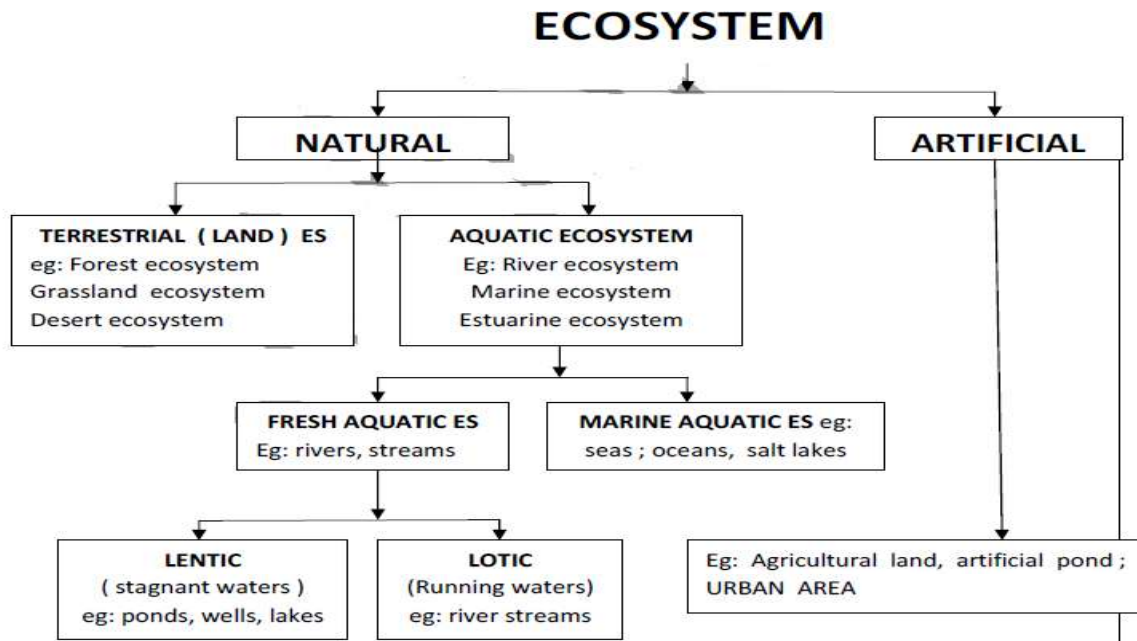 ECOSYSTEM
NATURAL
ARTIFICIAL
TERRESTRIAL ( LAND ) ES
eg: Forest ecosystem
Grassland ecosystem
Desert ecosystem
AQUATIC ECOSYSTEM
Eg: River ecosystem
Marine ecosystem
Estuarine ecosystem
FRESH AQUATIC ES
Eg: rivers, streams
MARINE AQUATIC ES eg:
seas ; oceans, salt lakes
LENTIC
( stagnant waters )
eg: ponds, wells, lakes
LOTIC
(Running waters)
eg: river streams
Eg: Agricultural land, artificial pond ;
URBAN AREA